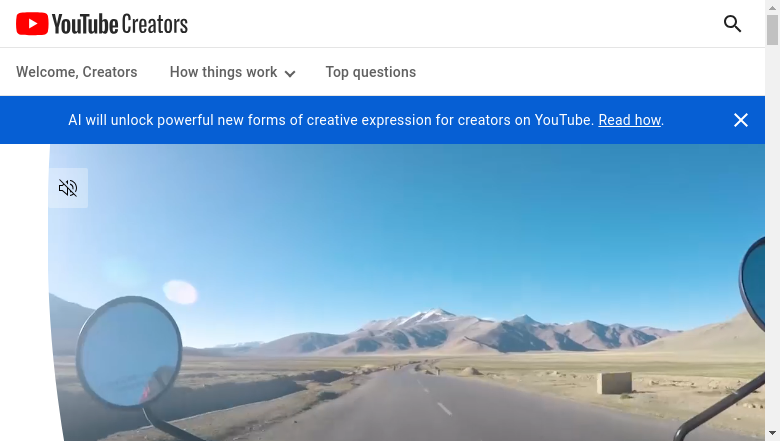 YouTube Creators
Welcome, Creators
How things work
Top questions
AI will unlock powerful new forms of creative expression for creators on YouTube. Read how.